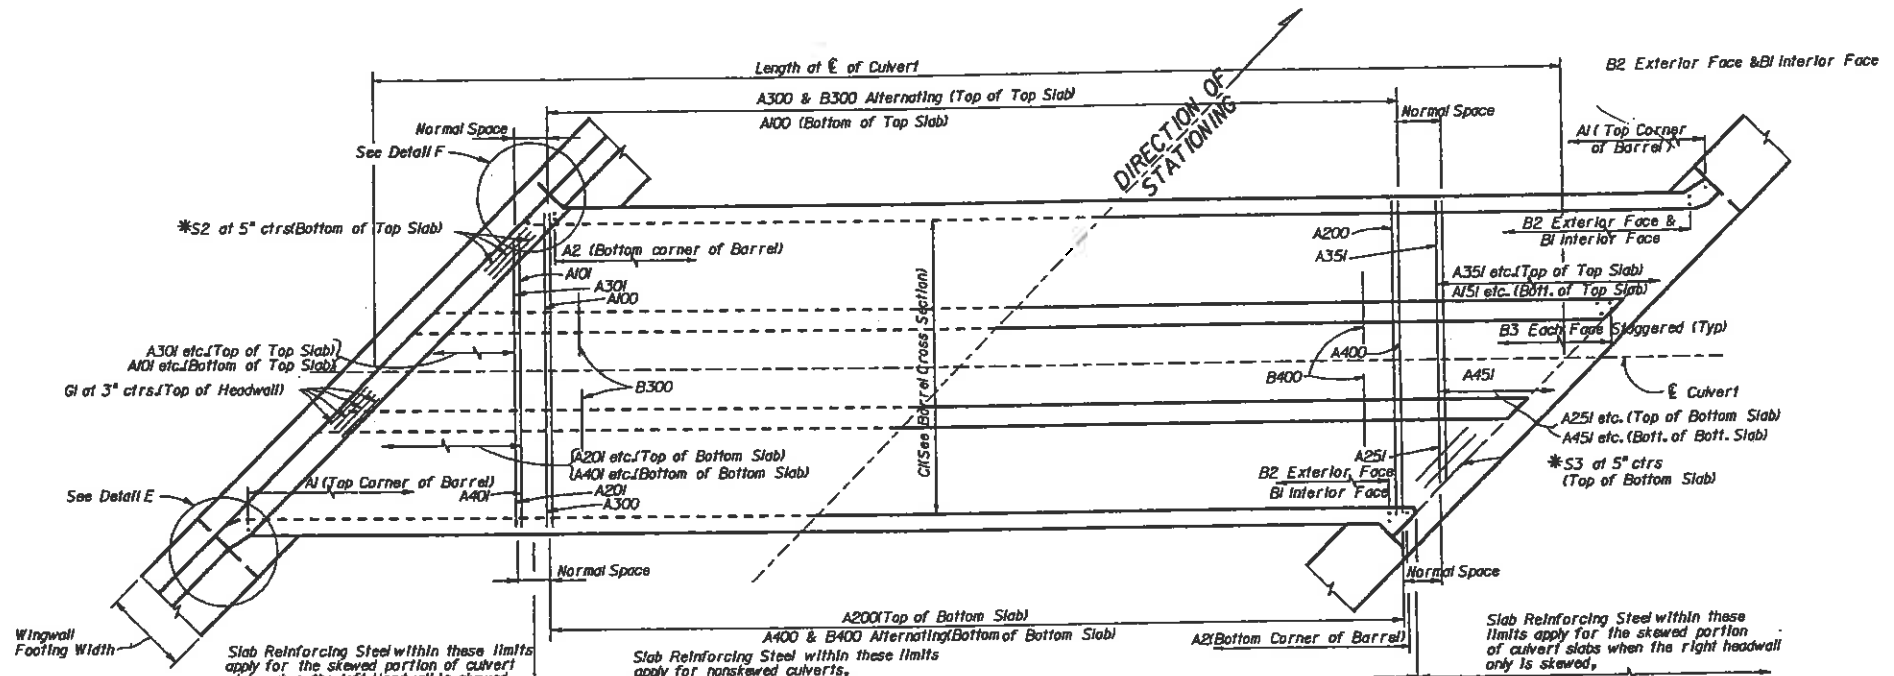 Length at ℄ of Culvert
B2 Exterior Face & B1 Interior Face
A300 & B300 Alternating (Top of Top Slab)
A100 (Bottom of Top Slab)
Normal Space
Normal Space
See Detail F
DIRECTION OF
STATIONING
A1 (Top Corner
of Barrel)
*S2 at 5" ctrs(Bottom of Top Slab)
A2 (Bottom corner of Barrel)
A101
A301
A100
C1(See Barrel Cross Section)
A200
A351
B2 Exterior Face &
B1 Interior Face
A351 etc.(Top of Top Slab)
A151 etc. (Bott. of Top Slab)
B3 Each Face Staggered (Typ)
A301 etc.(Top of Top Slab)
A101 etc.(Bottom of Top Slab)
G1 at 3" ctrs.(Top of Headwall)
B300
A400
B400
A451
℄ Culvert
A251 etc. (Top of Bottom Slab)
A451 etc. (Bott. of Bott. Slab)
A201 etc.(Top of Bottom Slab)
A401 etc.(Bottom of Bottom Slab)
A251
*S3 at 5" ctrs
(Top of Bottom Slab)
See Detail E
A1 (Top Corner of Barrel)
A401
A201
A300
B2 Exterior Face
B1 Interior Face
Normal Space
Normal Space
A200(Top of Bottom Slab)
A400 & B400 Alternating(Bottom of Bottom Slab)
A2(Bottom Corner of Barrel)
Wingwall
Footing Width
Slab Reinforcing Steel within these limits
apply for the skewed portion of culvert
Slab Reinforcing Steel within these limits
apply for nonskewed culverts.
Slab Reinforcing Steel within these
limits apply for the skewed portion
of culvert slabs when the right headwall
only is skewed,